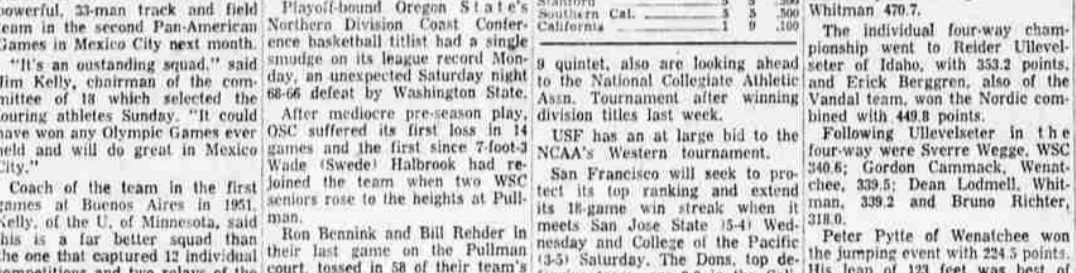 powerful, 33-man track and field
team in the second Pan-American
Games in Mexico City next month.
"It's an oustanding squad," said
Jim Kelly, chairman of the com-
mittee of 18 which selected the
touring athletes Sunday. "It could
have won any Olympic Games ever
held and will do great in Mexico
City."
Coach of the team in the first
games at Buenos Aires in 1951,
Kelly, of the U. of Minnesota, said
this is a far better squad than
the one that captured 12 individual
competitions and two relays of the
Playoff-bound Oregon State's
Northern Division Coast Confer-
ence basketball titlist had a single
smudge on its league record Mon-
day, an unexpected Saturday night
68-66 defeat by Washington State.
After mediocre pre-season play,
OSC suffered its first loss in 14
games and the first since 7-foot-3
Wade (Swede) Halbrook had re-
joined the team when two WSC
seniors rose to the heights at Pull-
man.
Ron Bennink and Bill Rehder in
their last game on the Pullman
court, tossed in 58 of their team's
Stanford 5 5 .500
Southern Cal. 5 5 .500
California 1 9 .100
9 quintet, also are looking ahead
to the National Collegiate Athletic
Assn. Tournament after winning
division titles last week.
USF has an at large bid to the
NCAA's Western tournament.
San Francisco will seek to pro-
tect its top ranking and extend
its 18-game win streak when it
meets San Jose State (5-4) Wed-
nesday and College of the Pacific
(3-5) Saturday. The Dons, top de-
Whitman 470.7.
The individual four-way cham-
pionship went to Reider Ullevel-
seter of Idaho, with 353.2 points,
and Erick Berggren, also of the
Vandal team, won the Nordic com-
bined with 449.8 points.
Following Ullevelseter in the
four-way were Sverre Wegge, WSC
340.6; Gordon Cammack, Wenat-
chee, 339.5; Dean Lodmell, Whit-
man, 339.2 and Bruno Richter,
318.0.
Peter Pytte of Wenatchee won
the jumping event with 224.5 points.
His leap of 123 feet was best of